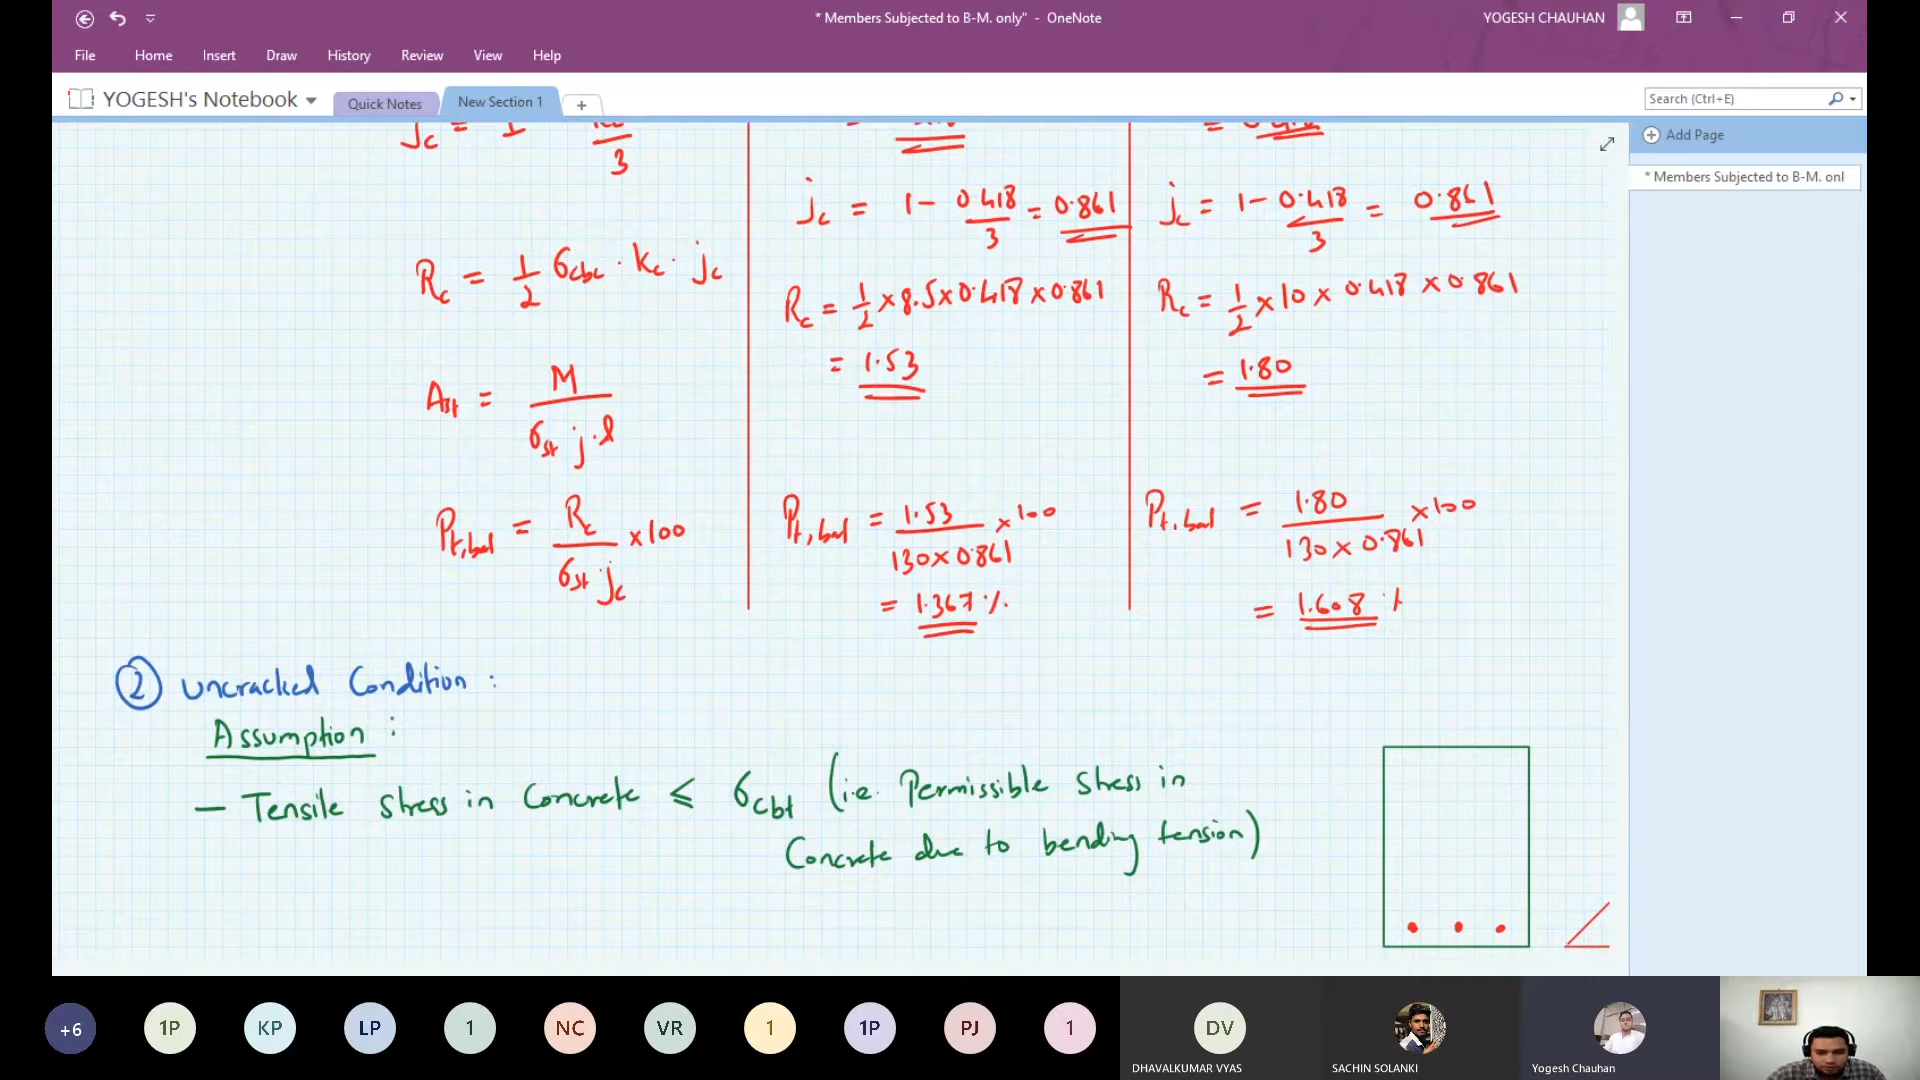 * Members Subjected to B-M. only" - OneNote
YOGESH CHAUHAN
File Home Insert Draw History Review View Help
YOGESH's Notebook
Quick Notes
New Section 1
+
Search (Ctrl+E)
Add Page
* Members Subjected to B-M. onl
jc = 1 3
jc = 1 - 0.418/3 = 0.861
jc = 1 - 0.418/3 = 0.861
Rc = 1/2 σcbc · kc · jc
Rc = 1/2 × 8.5 × 0.418 × 0.861
= 1.53
Rc = 1/2 × 10 × 0.418 × 0.861
= 1.80
Ast = M / σst j·d
Pt,bal = Rc / σst jc × 100
Pt,bal = 1.53 / 130 × 0.861 × 100
= 1.367 %
Pt,bal = 1.80 / 130 × 0.861 × 100
= 1.608 %
② Uncracked Condition :
Assumption :
— Tensile stress in Concrete ≤ σcbt (i.e. Permissible stress in
Concrete due to bending tension)
+6 1P KP LP 1 NC VR 1 1P PJ 1 DV
DHAVALKUMAR VYAS
SACHIN SOLANKI
Yogesh Chauhan